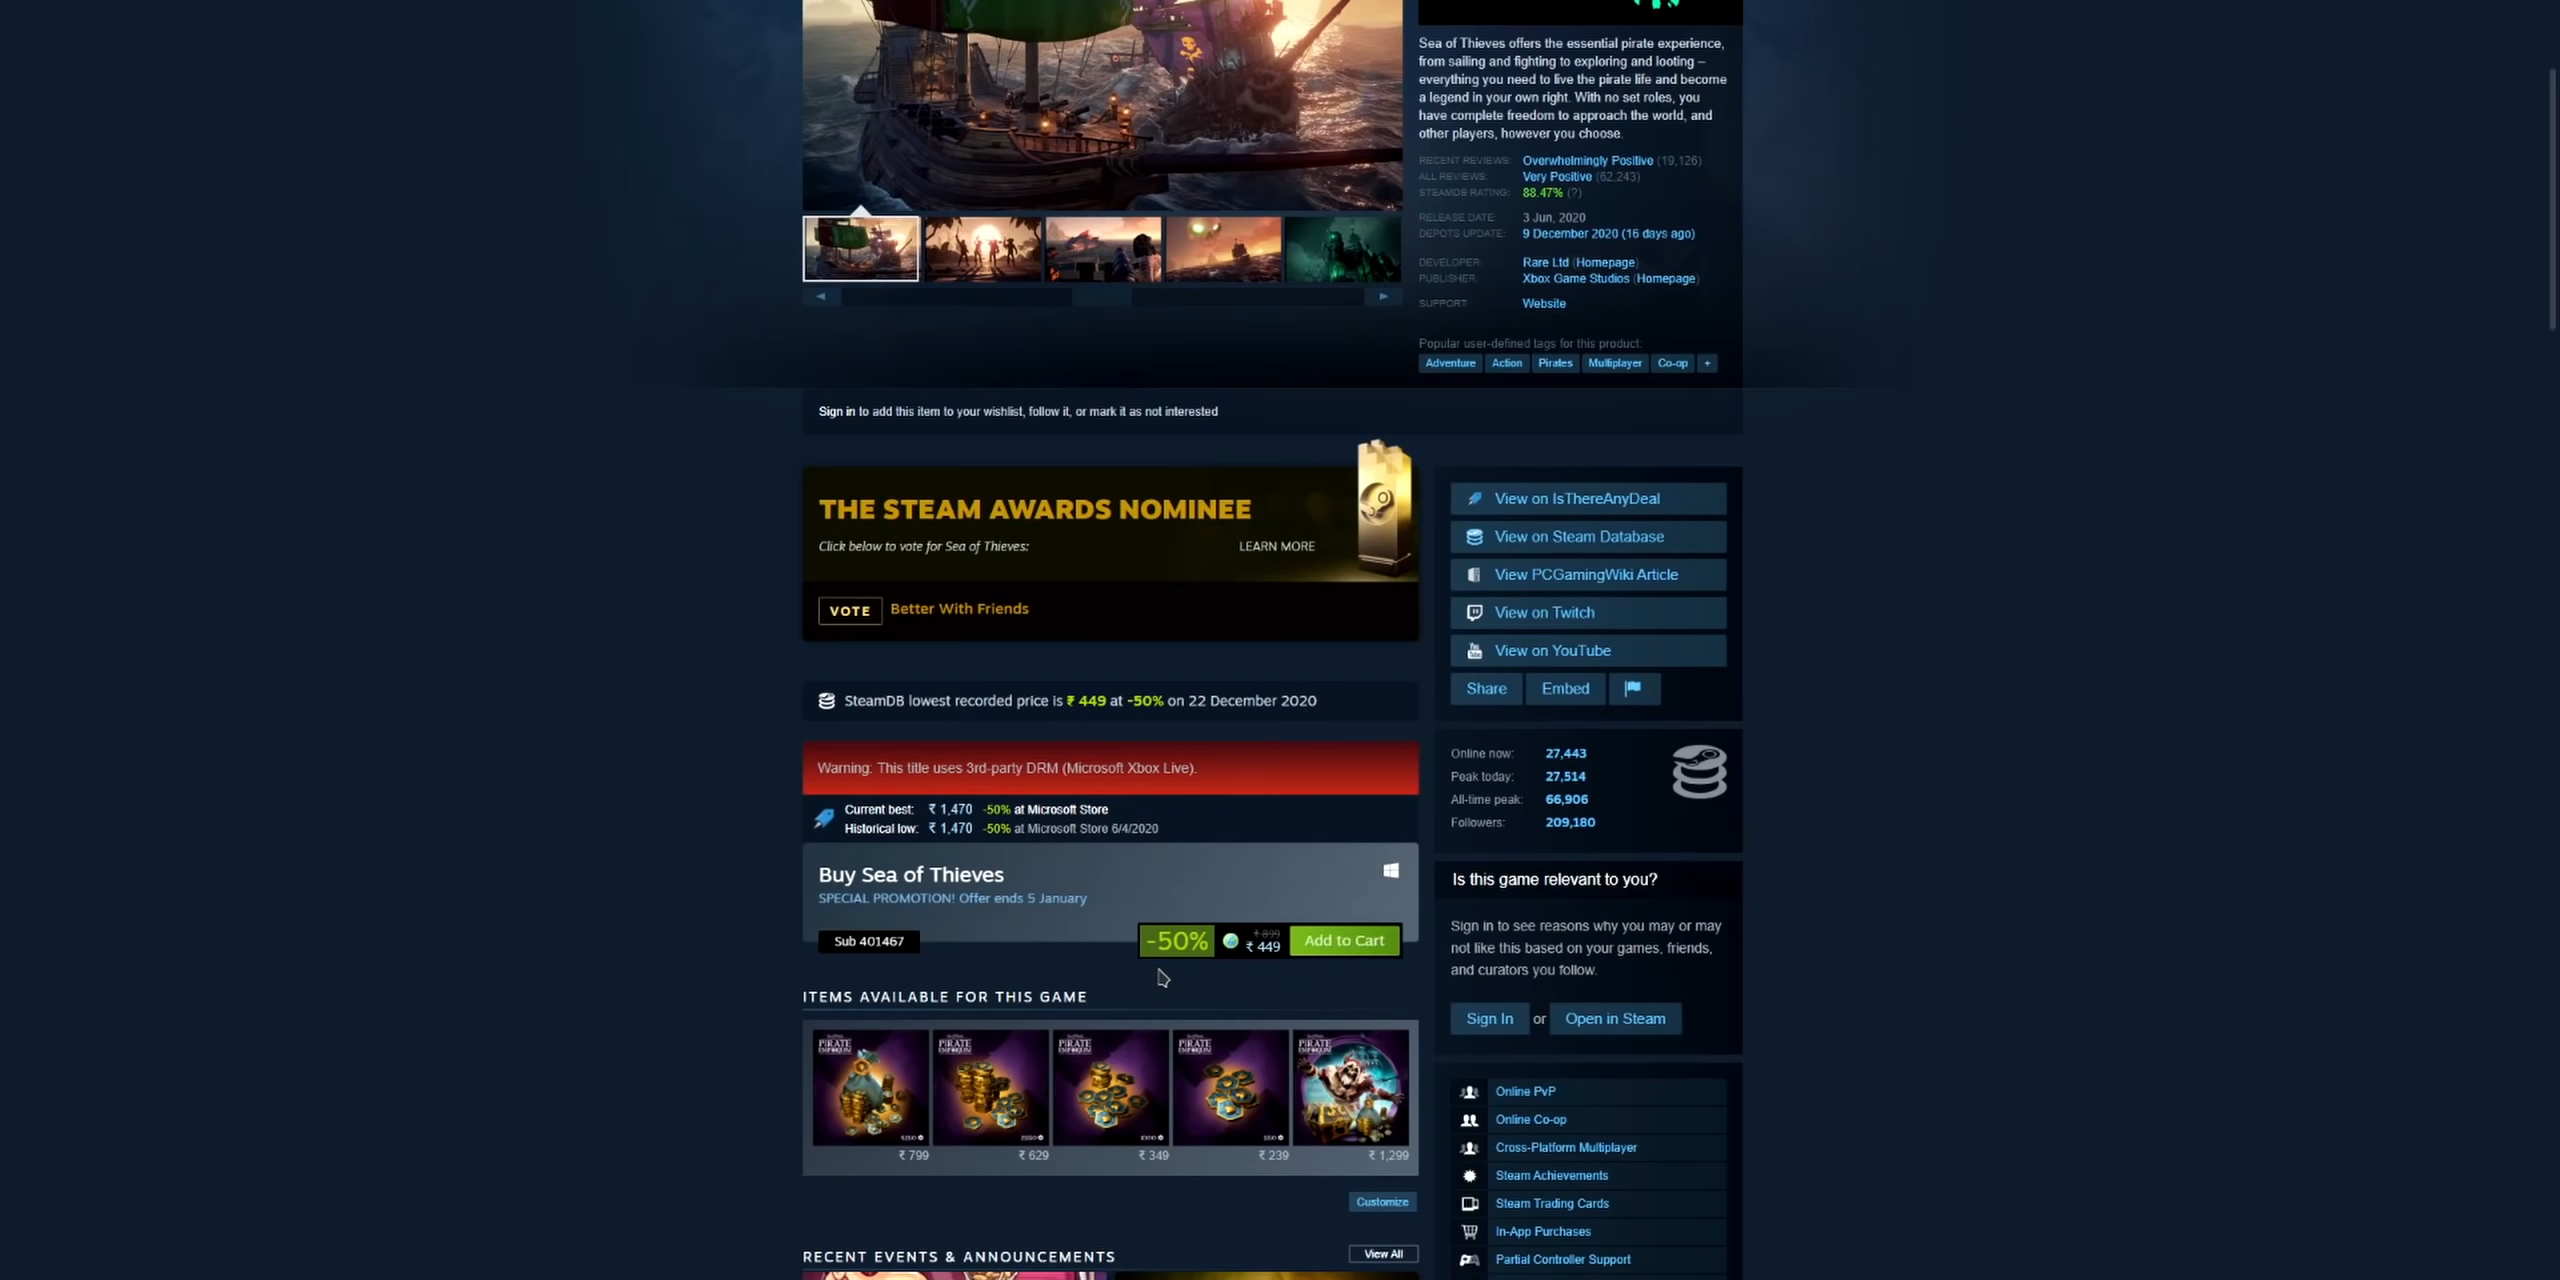 Sea of Thieves offers the essential pirate experience,
from sailing and fighting to exploring and looting –
everything you need to live the pirate life and become
a legend in your own right. With no set roles, you
have complete freedom to approach the world, and
other players, however you choose.
RECENT REVIEWS: Overwhelmingly Positive (19,126)
ALL REVIEWS: Very Positive (62,243)
STEAMDB RATING: 88.47% (?)
RELEASE DATE: 3 Jun, 2020
DEPOTS UPDATE: 9 December 2020 (16 days ago)
DEVELOPER: Rare Ltd (Homepage)
PUBLISHER: Xbox Game Studios (Homepage)
SUPPORT: Website
Popular user-defined tags for this product:
Adventure Action Pirates Multiplayer Co-op +
Sign in to add this item to your wishlist, follow it, or mark it as not interested
THE STEAM AWARDS NOMINEE
Click below to vote for Sea of Thieves:
LEARN MORE
VOTE Better With Friends
SteamDB lowest recorded price is ₹ 449 at -50% on 22 December 2020
Warning: This title uses 3rd-party DRM (Microsoft Xbox Live).
Current best: ₹ 1,470 -50% at Microsoft Store
Historical low: ₹ 1,470 -50% at Microsoft Store 6/4/2020
Buy Sea of Thieves
SPECIAL PROMOTION! Offer ends 5 January
Sub 401467
-50% ₹ 899
₹ 449
Add to Cart
ITEMS AVAILABLE FOR THIS GAME
PIRATE EMPORIUM
PIRATE EMPORIUM
PIRATE EMPORIUM
PIRATE EMPORIUM
PIRATE EMPORIUM
₹ 799
₹ 629
₹ 349
₹ 239
₹ 1,299
Customize
RECENT EVENTS & ANNOUNCEMENTS
View All
View on IsThereAnyDeal
View on Steam Database
View PCGamingWiki Article
View on Twitch
View on YouTube
Share Embed
Online now: 27,443
Peak today: 27,514
All-time peak: 66,906
Followers: 209,180
Is this game relevant to you?
Sign in to see reasons why you may or may
not like this based on your games, friends,
and curators you follow.
Sign In or Open in Steam
Online PvP
Online Co-op
Cross-Platform Multiplayer
Steam Achievements
Steam Trading Cards
In-App Purchases
Partial Controller Support